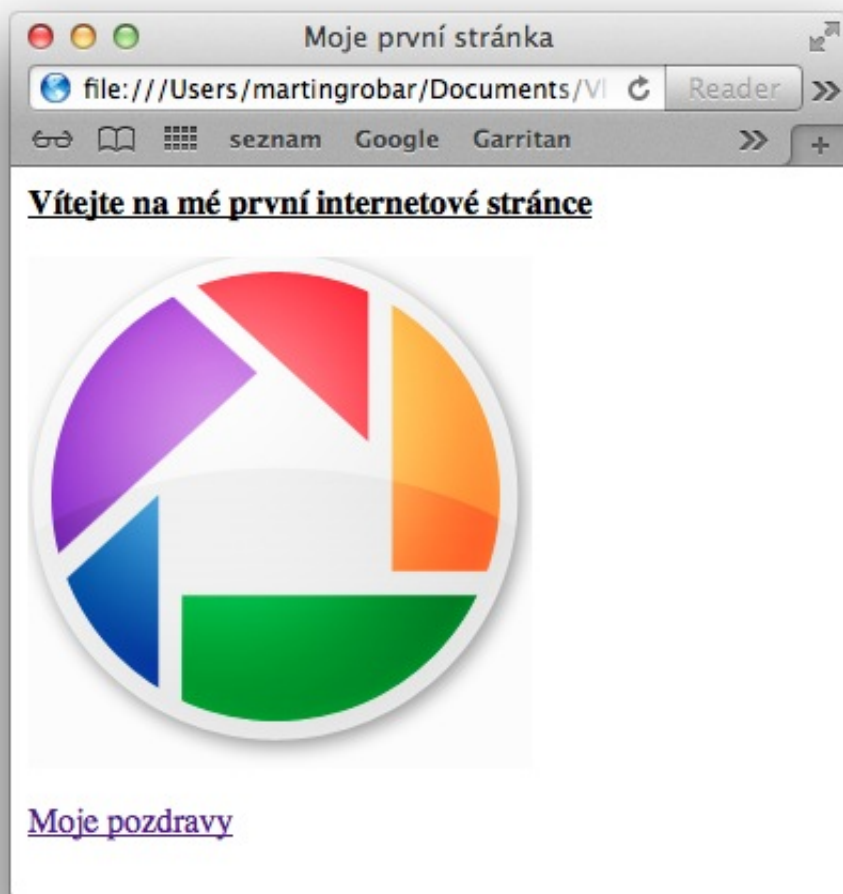 Moje první stránka
file:///Users/martingrobar/Documents/
Reader
seznam Google Garritan
Vítejte na mé první internetové stránce
Moje pozdravy